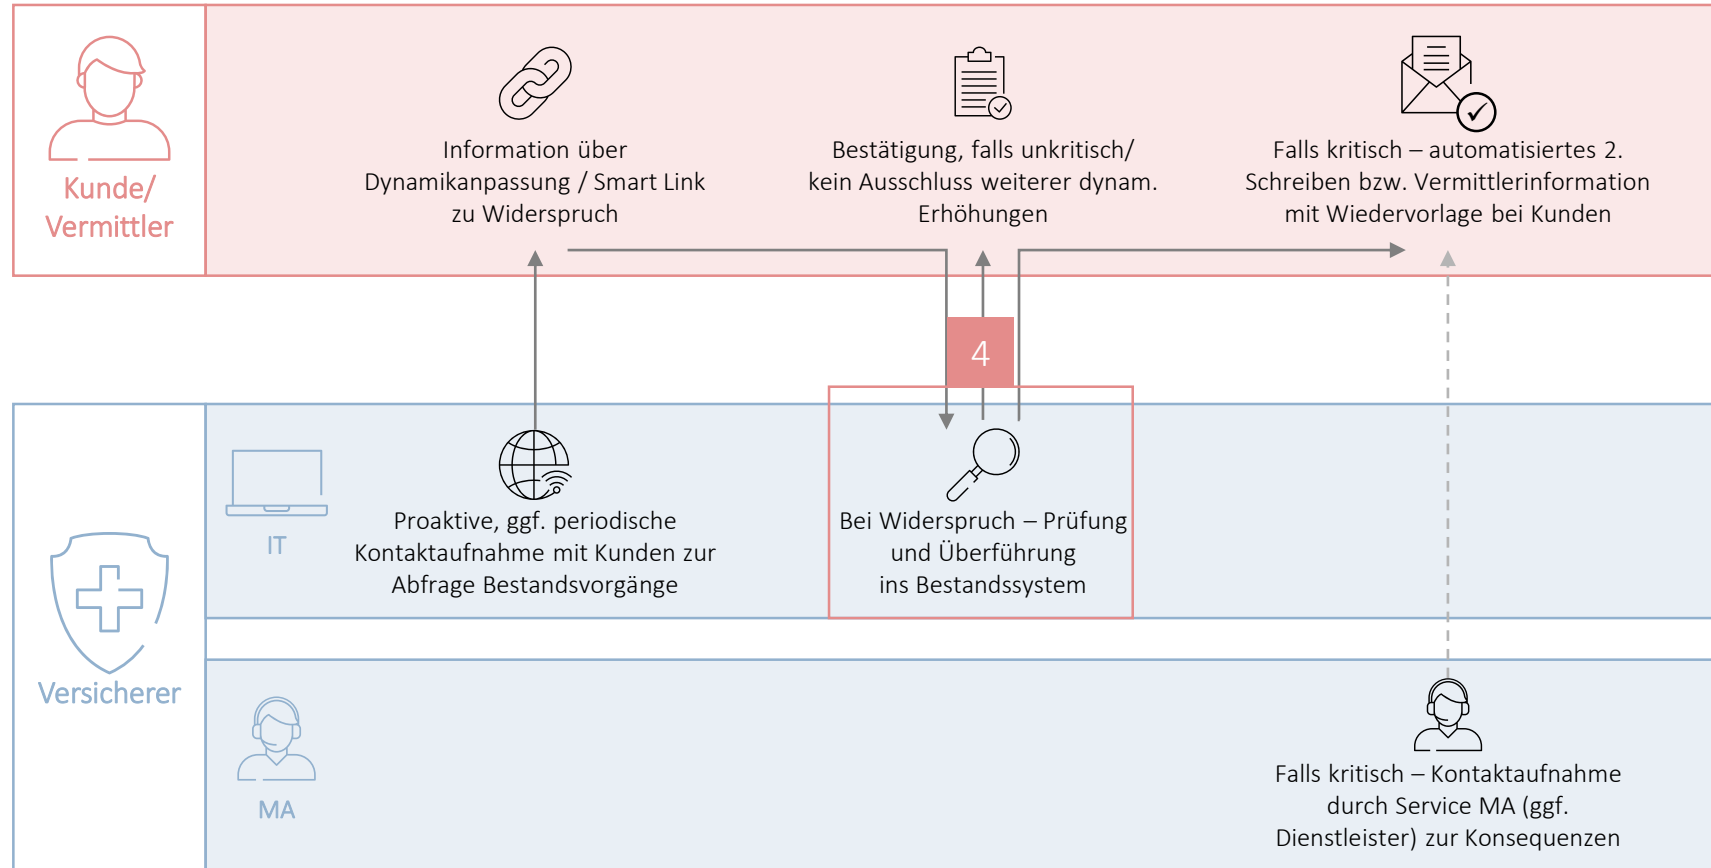 Kunde/
Vermittler
Information über
Dynamikanpassung / Smart Link
zu Widerspruch
Bestätigung, falls unkritisch/
kein Ausschluss weiterer dynam.
Erhöhungen
Falls kritisch – automatisiertes 2.
Schreiben bzw. Vermittlerinformation
mit Wiedervorlage bei Kunden
4
Versicherer
IT
Proaktive, ggf. periodische
Kontaktaufnahme mit Kunden zur
Abfrage Bestandsvorgänge
Bei Widerspruch – Prüfung
und Überführung
ins Bestandssystem
MA
Falls kritisch – Kontaktaufnahme
durch Service MA (ggf.
Dienstleister) zur Konsequenzen